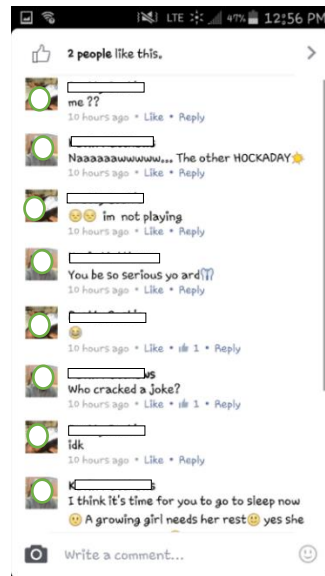 LTE 47% 12:56 PM
2 people like this.
me ??
10 hours ago • Like • Reply
Naaaaaawwwww,,, The other HOCKADAY☀
10 hours ago • Like • Reply
😒😒 im not playing
10 hours ago • Like • Reply
You be so serious yo ard
10 hours ago • Like • Reply
😂
10 hours ago • Like • 1 • Reply
Who cracked a joke?
10 hours ago • Like • 1 • Reply
idk
10 hours ago • Like • Reply
I think it's time for you to go to sleep now
A growing girl needs her rest yes she
Write a comment...